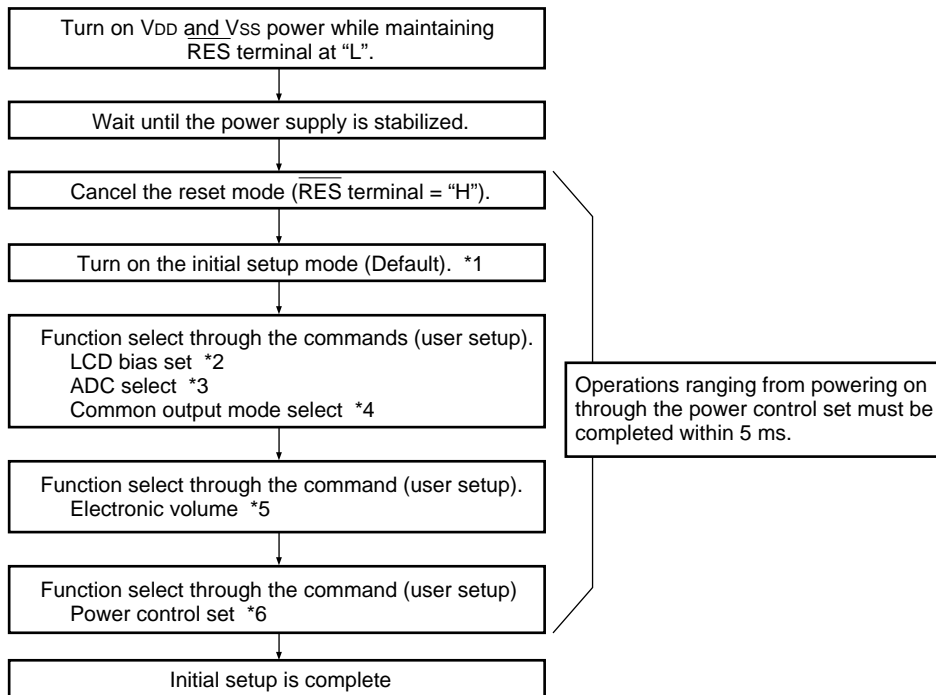 Turn on VDD and VSS power while maintaining
RES terminal at “L”.
Wait until the power supply is stabilized.
Cancel the reset mode (RES terminal = “H”).
Turn on the initial setup mode (Default). *1
Function select through the commands (user setup).
LCD bias set *2
ADC select *3
Common output mode select *4
Operations ranging from powering on
through the power control set must be
completed within 5 ms.
Function select through the command (user setup).
Electronic volume *5
Function select through the command (user setup)
Power control set *6
Initial setup is complete